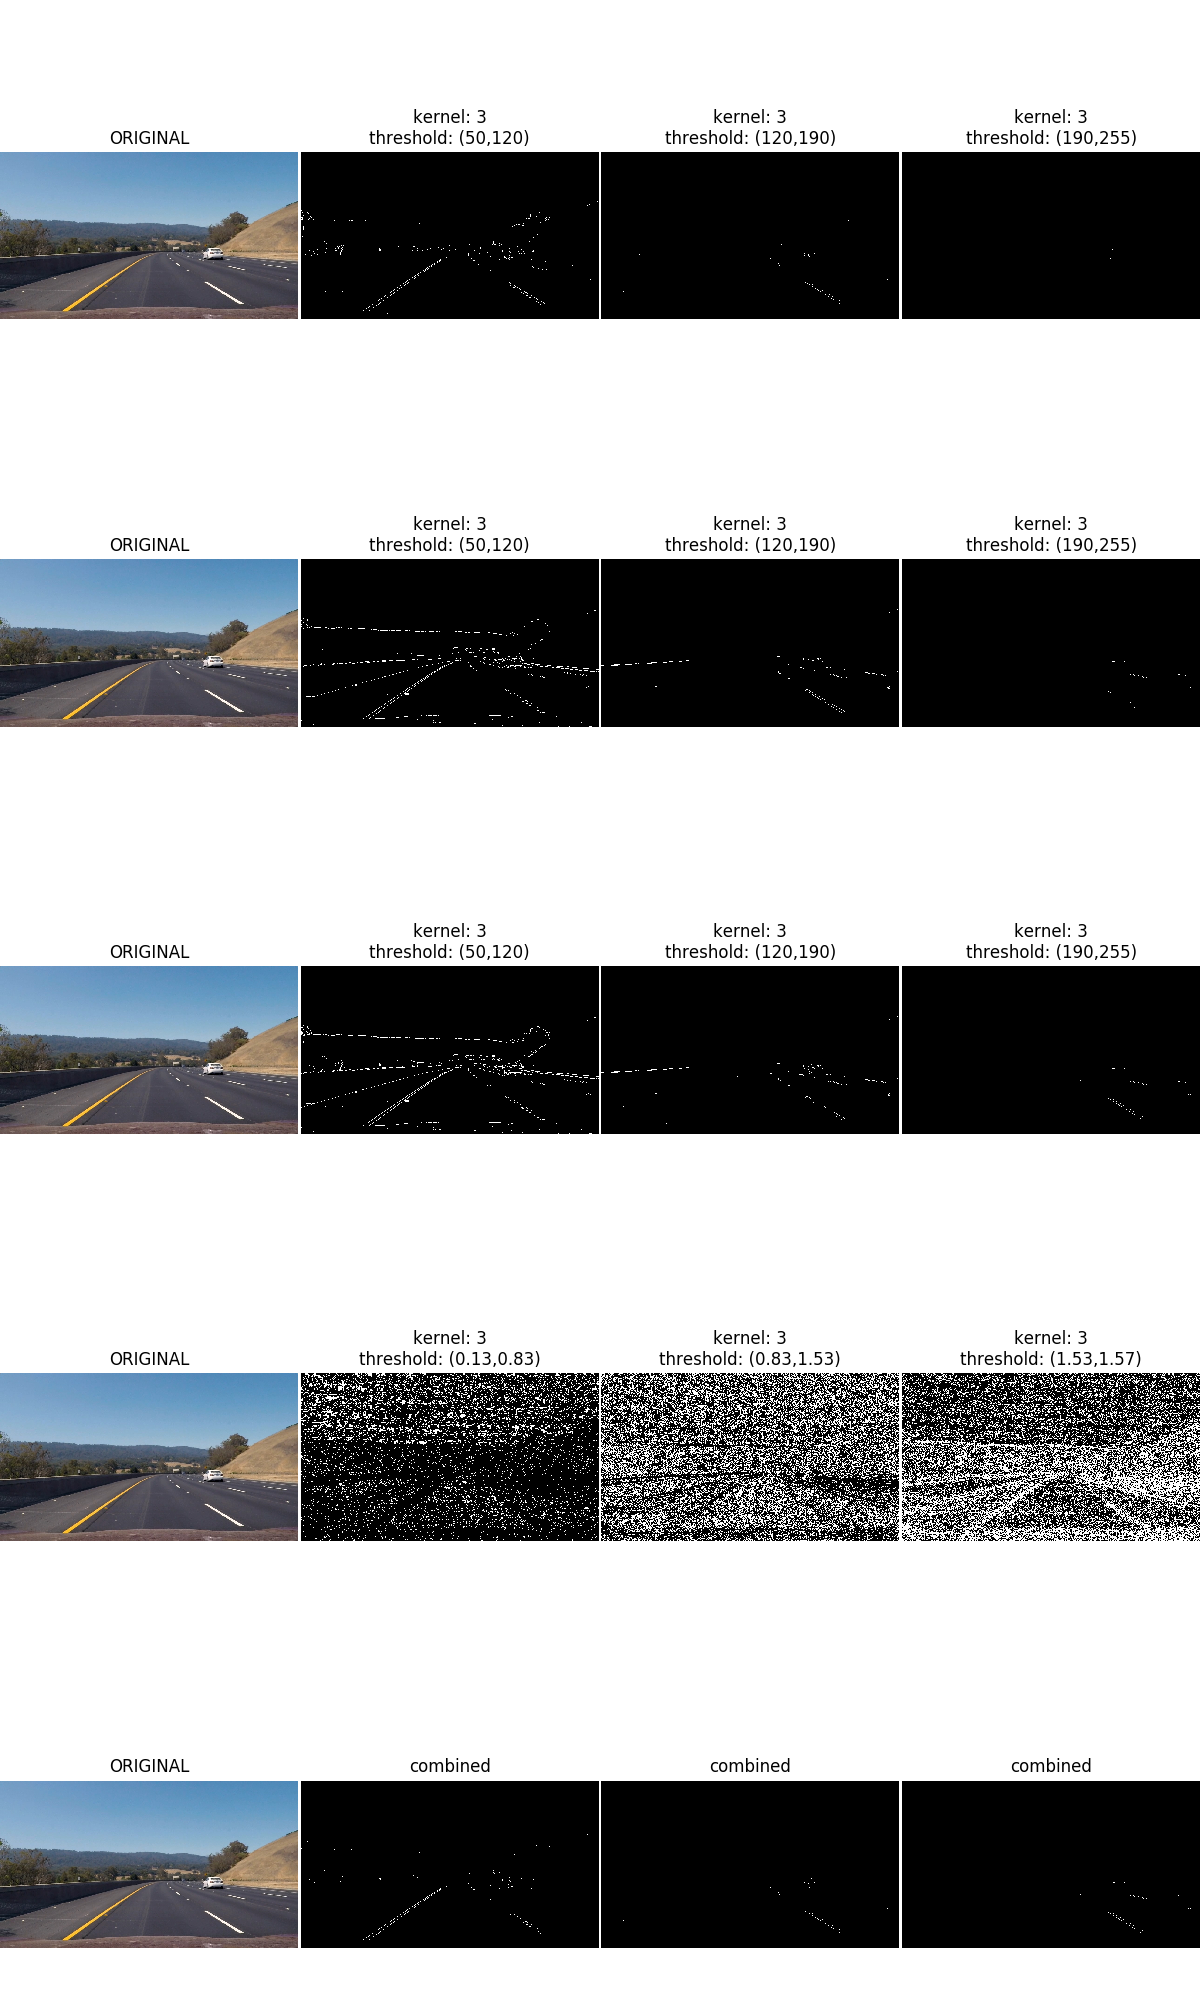 ORIGINAL
kernel: 3
threshold: (50,120)
kernel: 3
threshold: (120,190)
kernel: 3
threshold: (190,255)
ORIGINAL
kernel: 3
threshold: (50,120)
kernel: 3
threshold: (120,190)
kernel: 3
threshold: (190,255)
ORIGINAL
kernel: 3
threshold: (50,120)
kernel: 3
threshold: (120,190)
kernel: 3
threshold: (190,255)
ORIGINAL
kernel: 3
threshold: (0.13,0.83)
kernel: 3
threshold: (0.83,1.53)
kernel: 3
threshold: (1.53,1.57)
ORIGINAL
combined
combined
combined